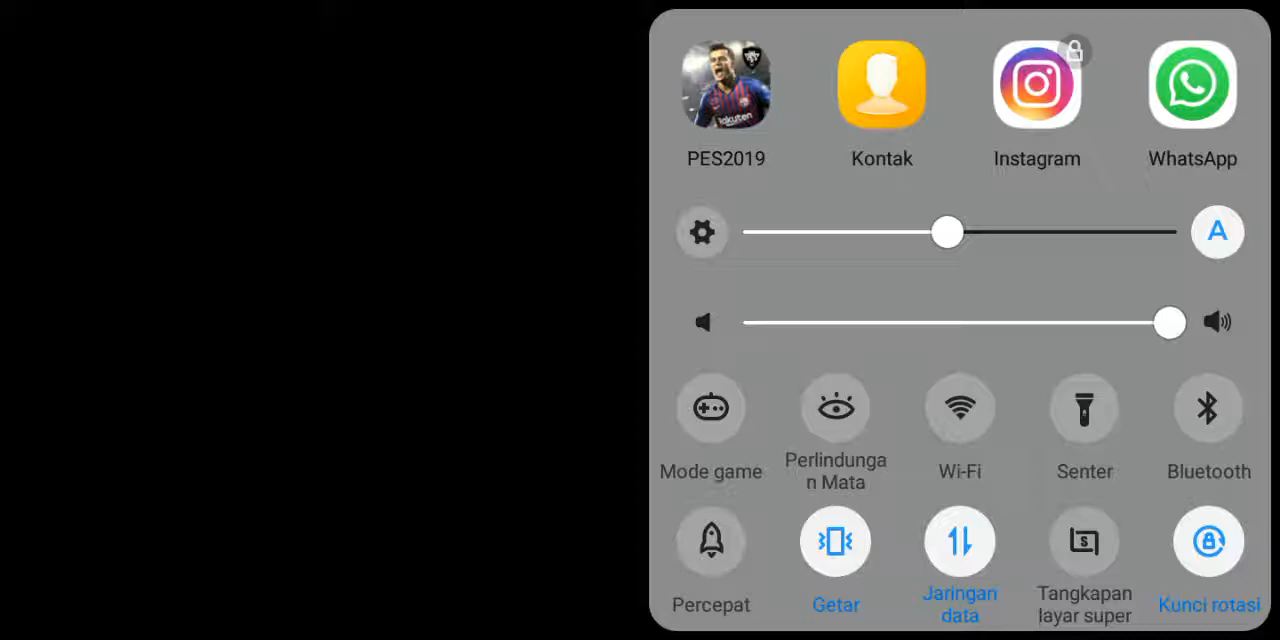 Rakuten
PES2019
Kontak
Instagram
WhatsApp
A
Mode game
Perlindunga
n Mata
Wi-Fi
Senter
Bluetooth
S
Percepat
Getar
Jaringan
data
Tangkapan
layar super
Kunci rotasi